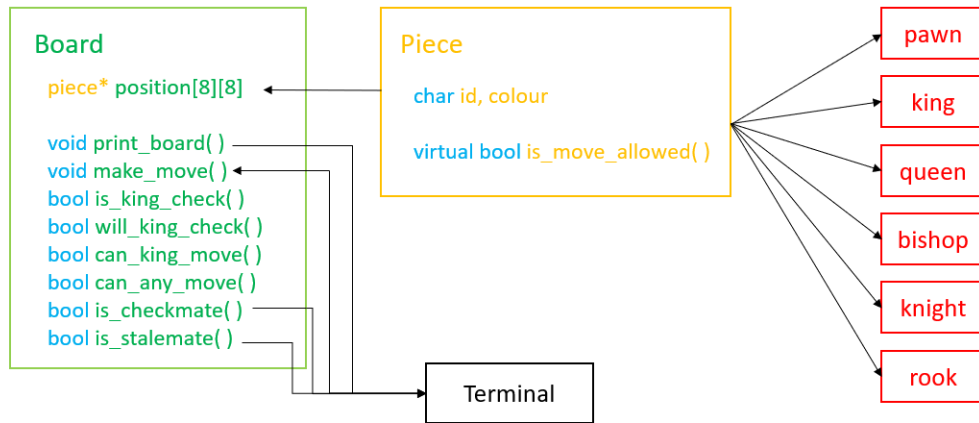 Board
piece* position[8][8]
void print_board( )
void make_move( )
bool is_king_check( )
bool will_king_check( )
bool can_king_move( )
bool can_any_move( )
bool is_checkmate( )
bool is_stalemate( )
Piece
char id, colour
virtual bool is_move_allowed( )
pawn
king
queen
bishop
knight
rook
Terminal